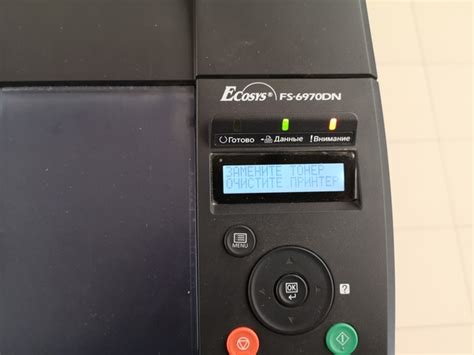 ECOSYS® FS-6970DN
Готово Данные !Внимание
ЗАМЕНИТЕ ТОНЕР
ОЧИСТИТЕ ПРИНТЕР
MENU
OK
?